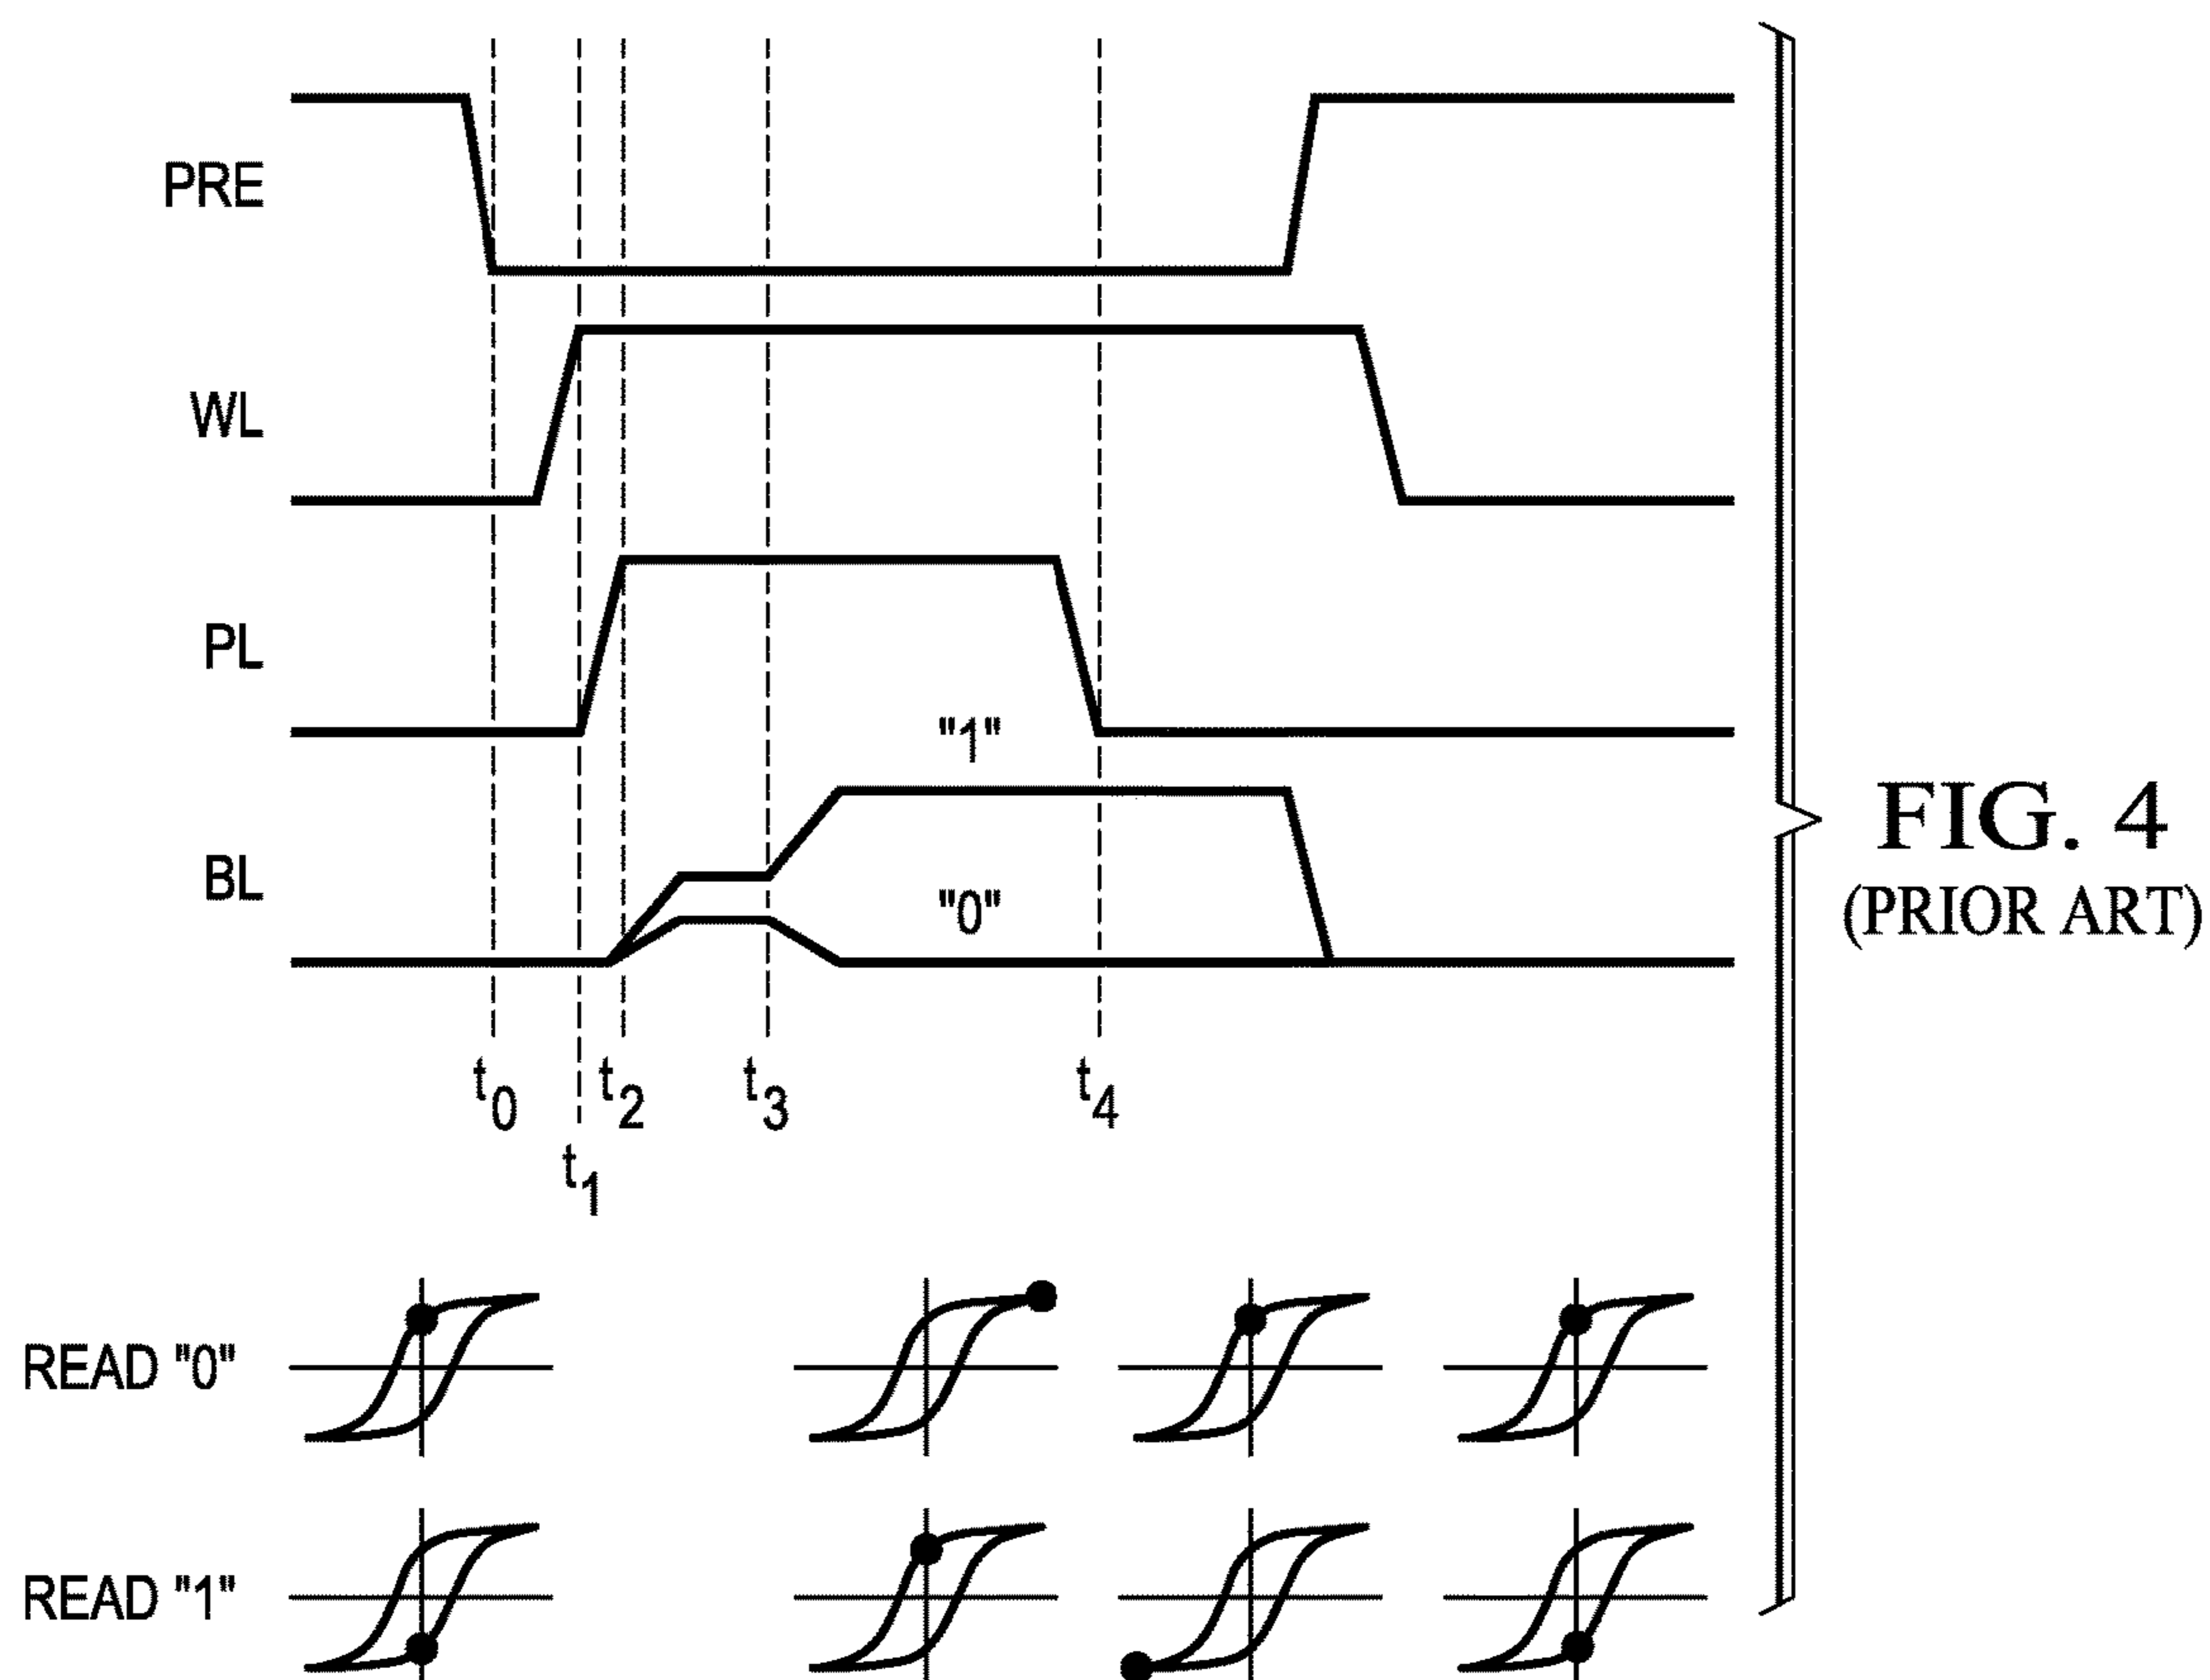 PRE
WL
PL
"1"
BL
"0"
t0
t2
t3
t4
t1
READ "0"
READ "1"
FIG. 4
(PRIOR ART)